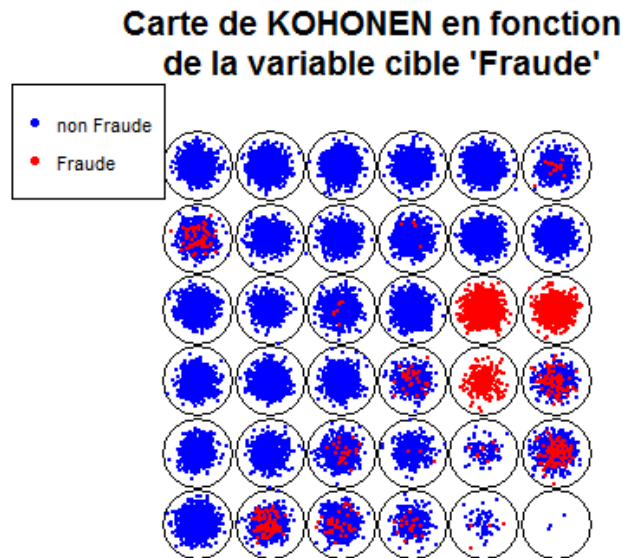 Carte de KOHONEN en fonction
de la variable cible 'Fraude'
non Fraude
Fraude